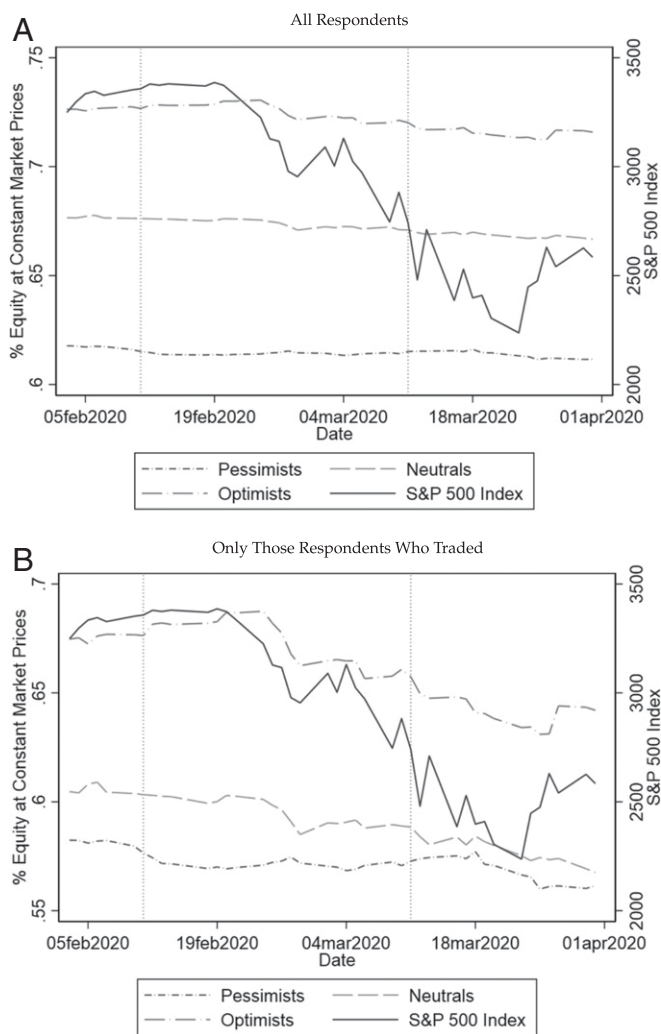 A
All Respondents
% Equity at Constant Market Prices
.75
.7
.65
.6
3500
3000
2500
2000
S&P 500 Index
05feb2020 19feb2020 04mar2020 18mar2020 01apr2020
Date
Pessimists Neutrals
Optimists S&P 500 Index
B
Only Those Respondents Who Traded
% Equity at Constant Market Prices
.7
.65
.6
.55
3500
3000
2500
2000
S&P 500 Index
05feb2020 19feb2020 04mar2020 18mar2020 01apr2020
Date
Pessimists Neutrals
Optimists S&P 500 Index